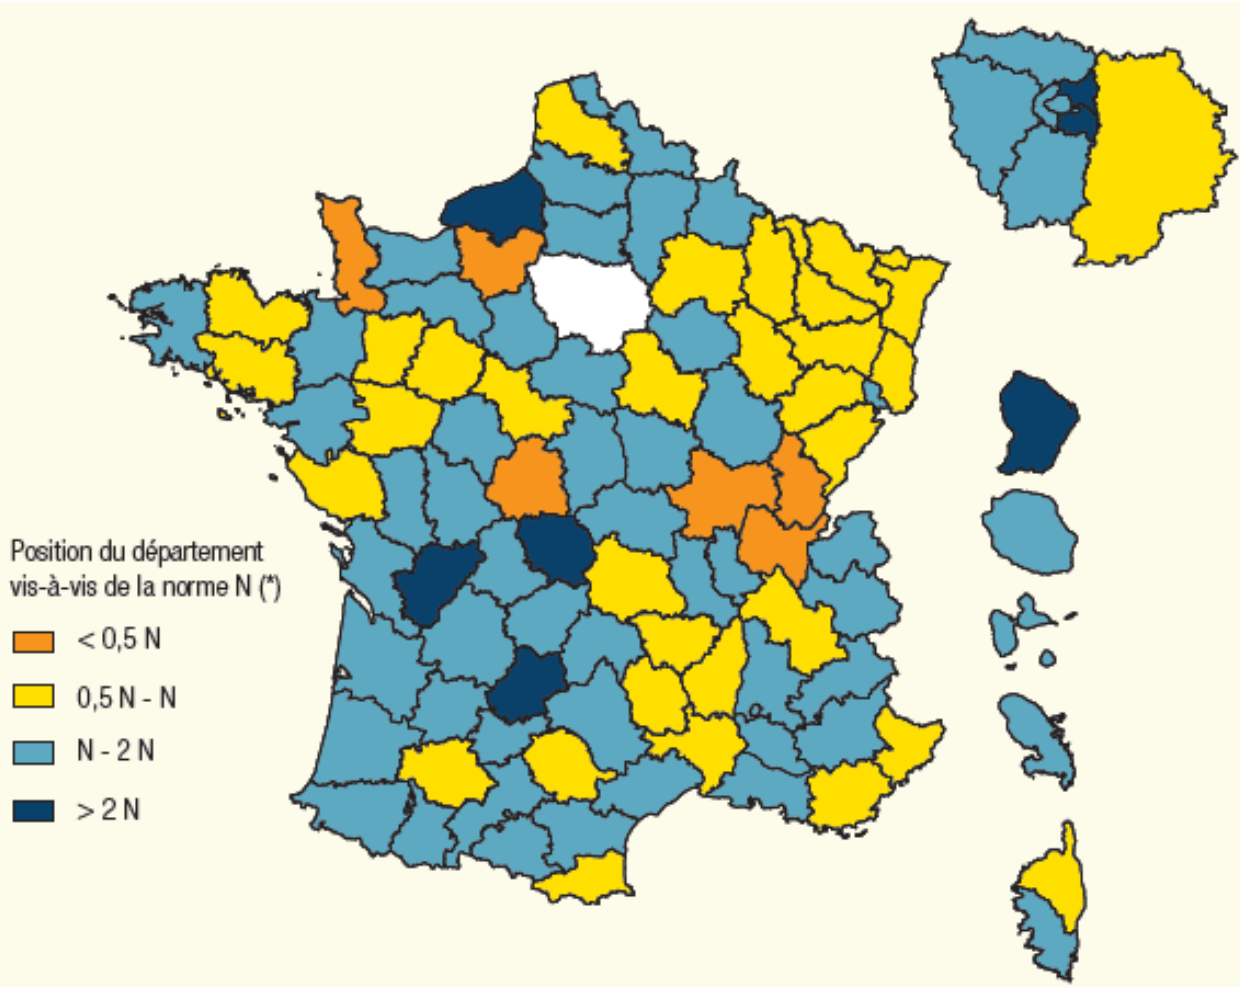 Position du département
vis-à-vis de la norme N (*)
< 0,5 N
0,5 N - N
N - 2 N
> 2 N